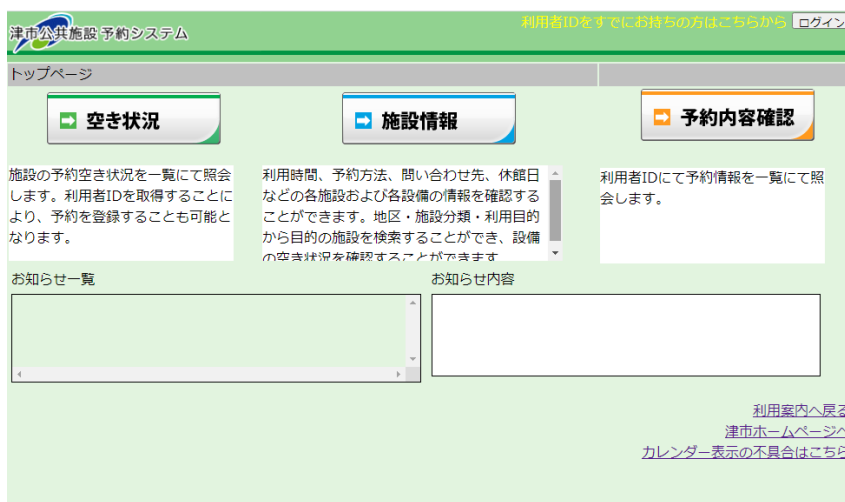 津市公共施設 予約システム
利用者IDをすでにお持ちの方はこちらから ログイン
トップページ
空き状況
施設情報
予約内容確認
施設の予約空き状況を一覧にて照会
します。利用者IDを取得することに
より、予約を登録することも可能と
なります。
利用時間、予約方法、問い合わせ先、休館日
などの各施設および各設備の情報を確認する
ことができます。地区・施設分類・利用目的
から目的の施設を検索することができ、設備
の空き状況を確認することができます
利用者IDにて予約情報を一覧にて照
会します。
お知らせ一覧
お知らせ内容
利用案内へ戻る
津市ホームページへ
カレンダー表示の不具合はこちら